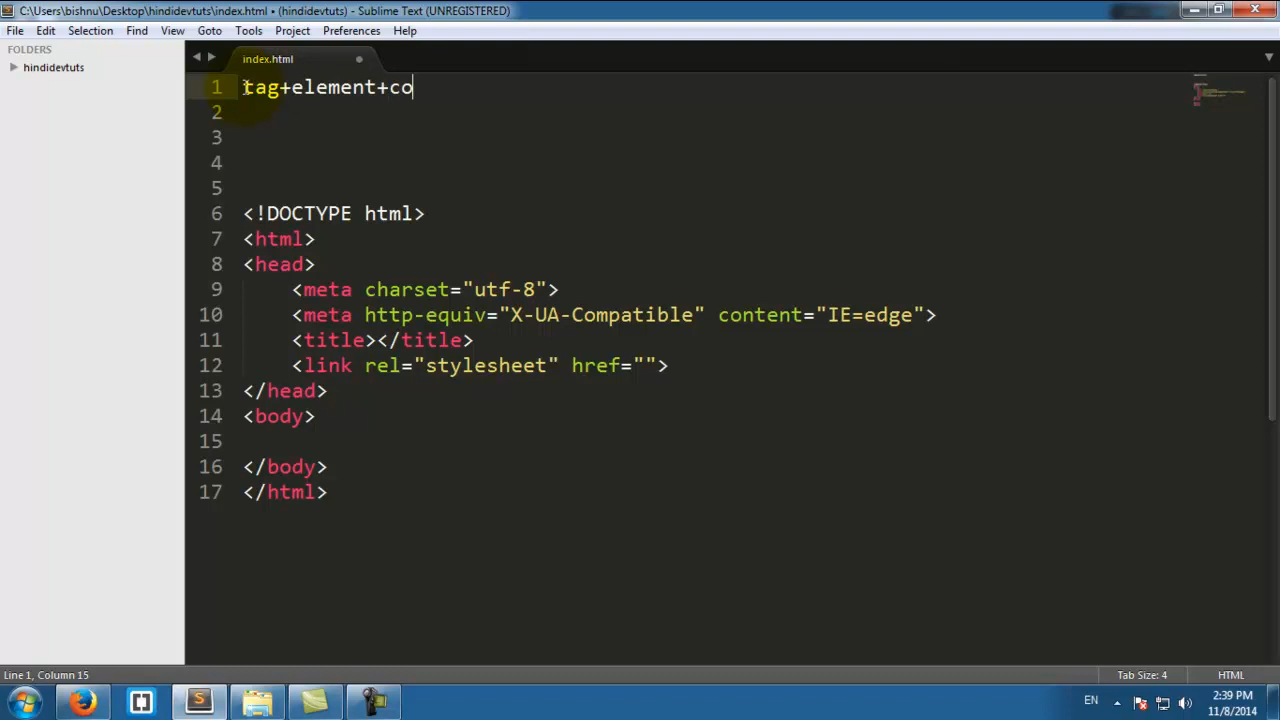 C:\Users\bishnu\Desktop\hindidevtuts\index.html • (hindidevtuts) - Sublime Text (UNREGISTERED)
File Edit Selection Find View Goto Tools Project Preferences Help
FOLDERS
hindidevtuts
index.html
1 tag+element+co
2
3
4
5
6 <!DOCTYPE html>
7 <html>
8 <head>
9 <meta charset="utf-8">
10 <meta http-equiv="X-UA-Compatible" content="IE=edge">
11 <title></title>
12 <link rel="stylesheet" href="">
13 </head>
14 <body>
15
16 </body>
17 </html>
Line 1, Column 15
Tab Size: 4
HTML
EN
2:39 PM
11/8/2014